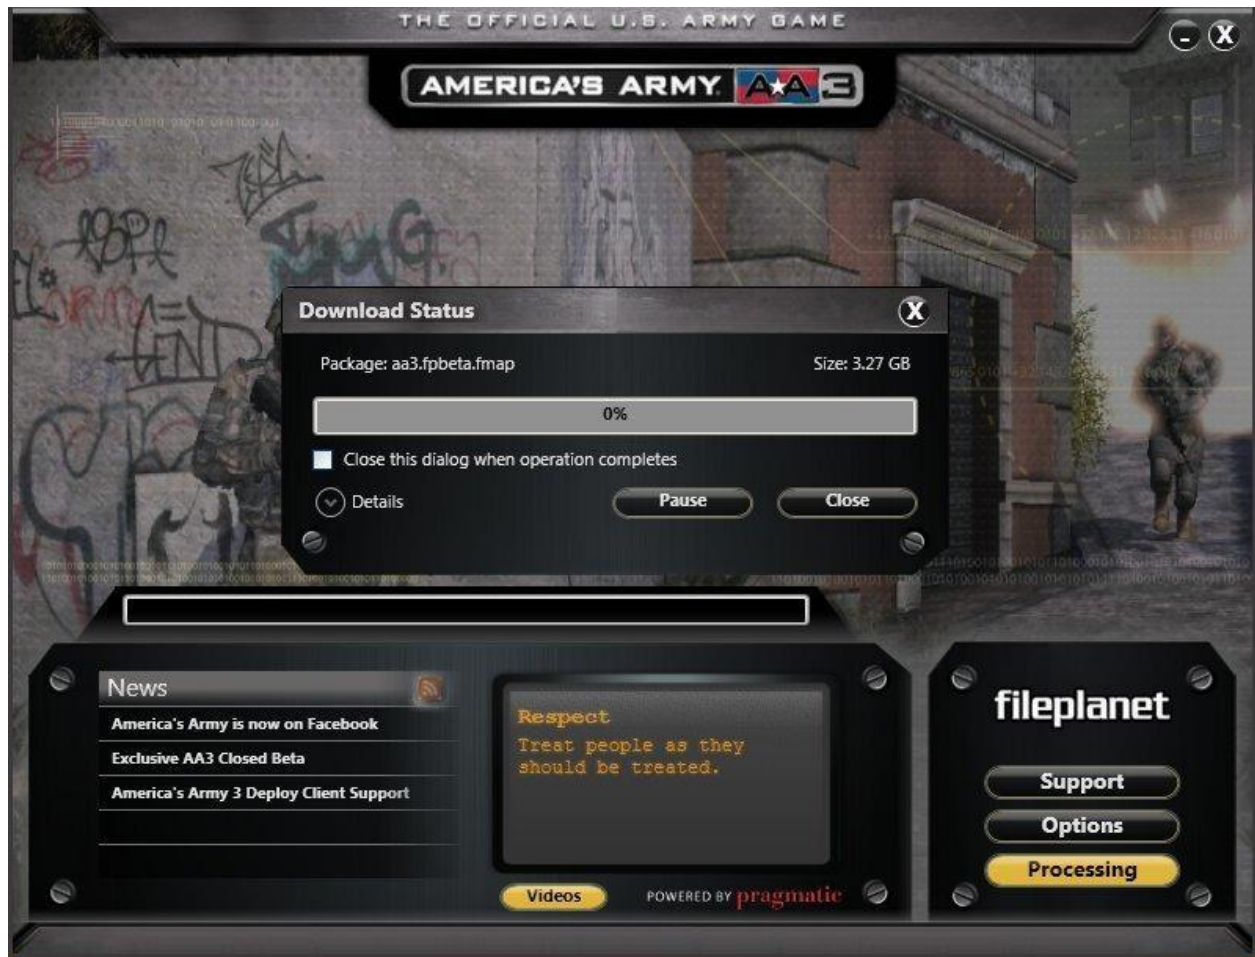 THE OFFICIAL U.S. ARMY GAME
- X
AMERICA'S ARMY AA3
Download Status X
Package: aa3.fpbeta.fmap Size: 3.27 GB
0%
Close this dialog when operation completes
Details Pause Close
News
America's Army is now on Facebook
Exclusive AA3 Closed Beta
America's Army 3 Deploy Client Support
Respect
Treat people as they
should be treated.
Videos
POWERED BY pragmatic
fileplanet
Support
Options
Processing